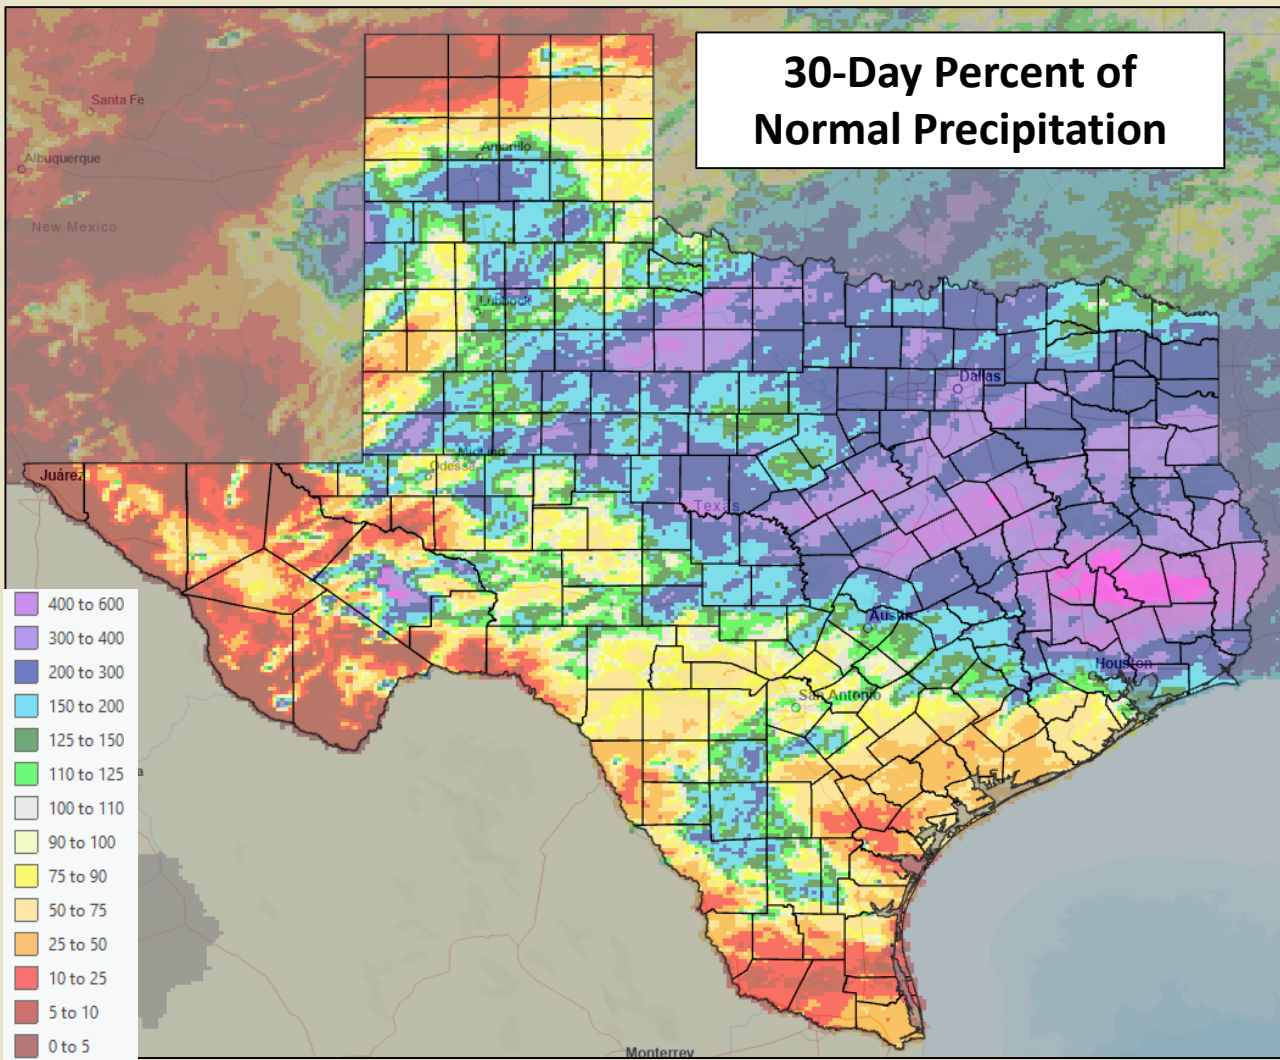 30-Day Percent of
Normal Precipitation
Santa Fe
Albuquerque
New Mexico
Amarillo
Lubbock
Dallas
Midland
Odessa
Juárez
Texas
Austin
Houston
San Antonio
Monterrey
400 to 600
300 to 400
200 to 300
150 to 200
125 to 150
110 to 125
100 to 110
90 to 100
75 to 90
50 to 75
25 to 50
10 to 25
5 to 10
0 to 5